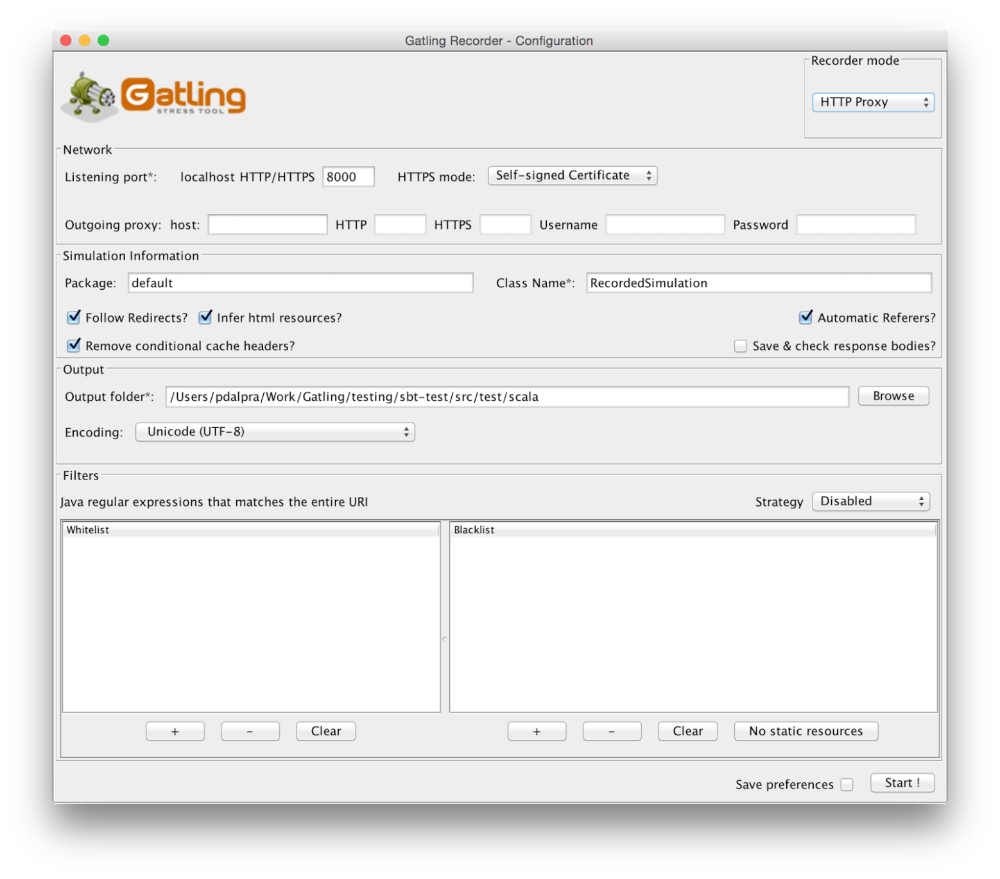 Gatling Recorder - Configuration
Gatling
STRESS TOOL
Recorder mode
HTTP Proxy
Network
Listening port*: localhost HTTP/HTTPS 8000 HTTPS mode: Self-signed Certificate
Outgoing proxy: host: HTTP HTTPS Username Password
Simulation Information
Package: default Class Name*: RecordedSimulation
Follow Redirects? Infer html resources? Automatic Referers?
Remove conditional cache headers? Save & check response bodies?
Output
Output folder*: /Users/pdalpra/Work/Gatling/testing/sbt-test/src/test/scala Browse
Encoding: Unicode (UTF-8)
Filters
Java regular expressions that matches the entire URI Strategy Disabled
Whitelist Blacklist
+ - Clear + - Clear No static resources
Save preferences Start !